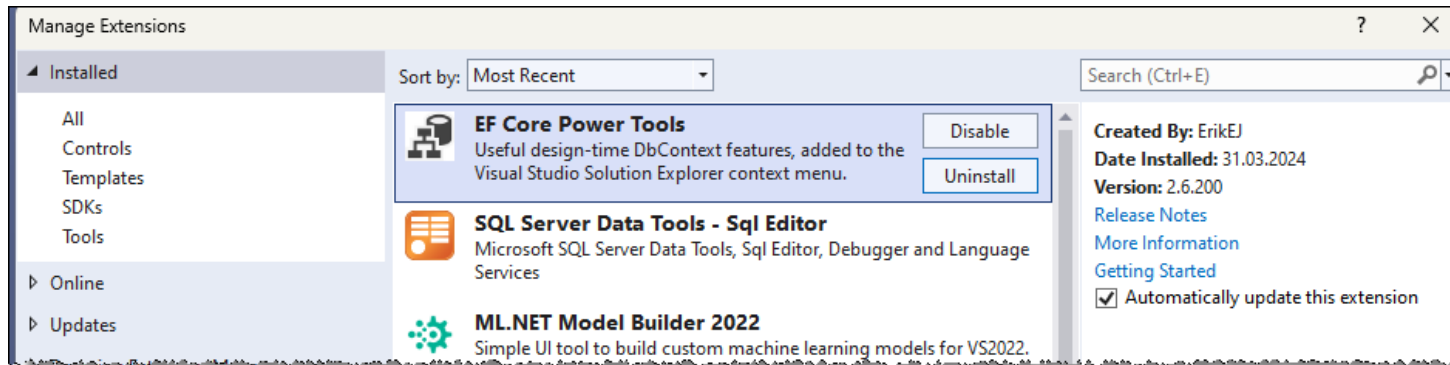 Manage Extensions
?
Installed
All
Controls
Templates
SDKs
Tools
Online
Updates
Sort by: Most Recent
EF Core Power Tools
Useful design-time DbContext features, added to the
Visual Studio Solution Explorer context menu.
Disable
Uninstall
SQL Server Data Tools - Sql Editor
Microsoft SQL Server Data Tools, Sql Editor, Debugger and Language
Services
ML.NET Model Builder 2022
Simple UI tool to build custom machine learning models for VS2022.
Search (Ctrl+E)
Created By: ErikEJ
Date Installed: 31.03.2024
Version: 2.6.200
Release Notes
More Information
Getting Started
Automatically update this extension